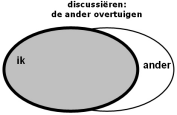 discussiëren:
de ander overtuigen
ik
ander